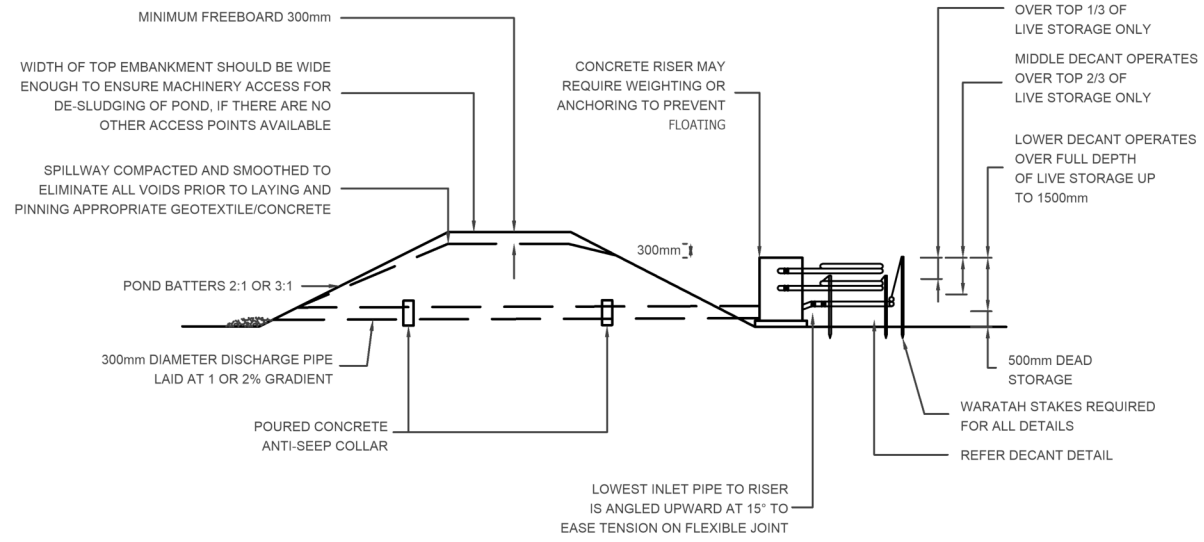 MINIMUM FREEBOARD 300mm
WIDTH OF TOP EMBANKMENT SHOULD BE WIDE
ENOUGH TO ENSURE MACHINERY ACCESS FOR
DE-SLUDGING OF POND, IF THERE ARE NO
OTHER ACCESS POINTS AVAILABLE
SPILLWAY COMPACTED AND SMOOTHED TO
ELIMINATE ALL VOIDS PRIOR TO LAYING AND
PINNING APPROPRIATE GEOTEXTILE/CONCRETE
POND BATTERS 2:1 OR 3:1
300mm DIAMETER DISCHARGE PIPE
LAID AT 1 OR 2% GRADIENT
POURED CONCRETE
ANTI-SEEP COLLAR
CONCRETE RISER MAY
REQUIRE WEIGHTING OR
ANCHORING TO PREVENT
FLOATING
300mm
LOWEST INLET PIPE TO RISER
IS ANGLED UPWARD AT 15° TO
EASE TENSION ON FLEXIBLE JOINT
OVER TOP 1/3 OF
LIVE STORAGE ONLY
MIDDLE DECANT OPERATES
OVER TOP 2/3 OF
LIVE STORAGE ONLY
LOWER DECANT OPERATES
OVER FULL DEPTH
OF LIVE STORAGE UP
TO 1500mm
500mm DEAD
STORAGE
WARATAH STAKES REQUIRED
FOR ALL DETAILS
REFER DECANT DETAIL